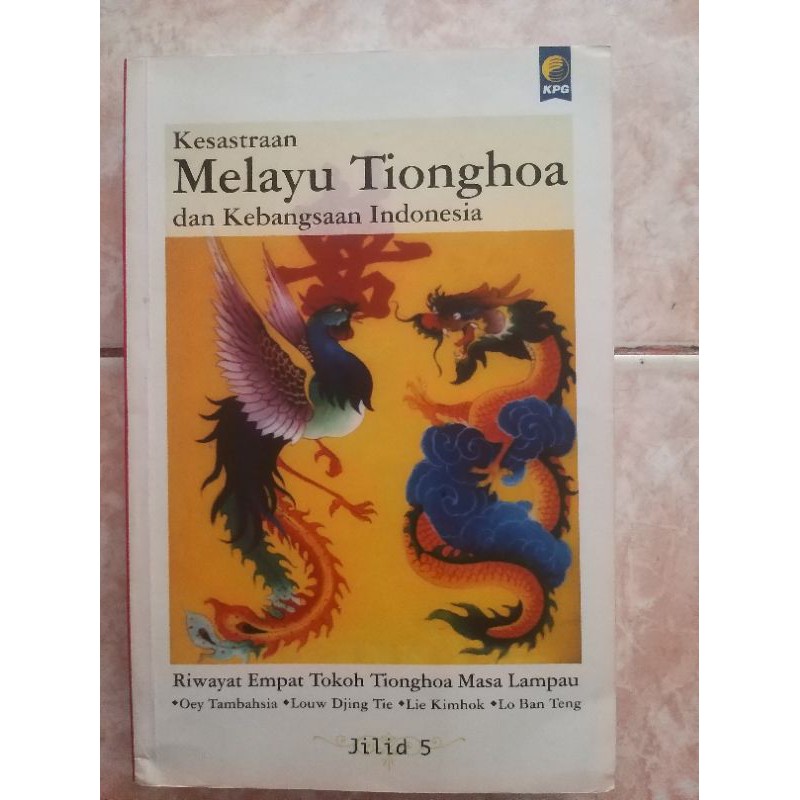 KPG
Kesastraan
Melayu Tionghoa
dan Kebangsaan Indonesia
Riwayat Empat Tokoh Tionghoa Masa Lampau
◆Oey Tambahsia ◆Louw Djing Tie ◆Lie Kimhok ◆Lo Ban Teng
Jilid 5